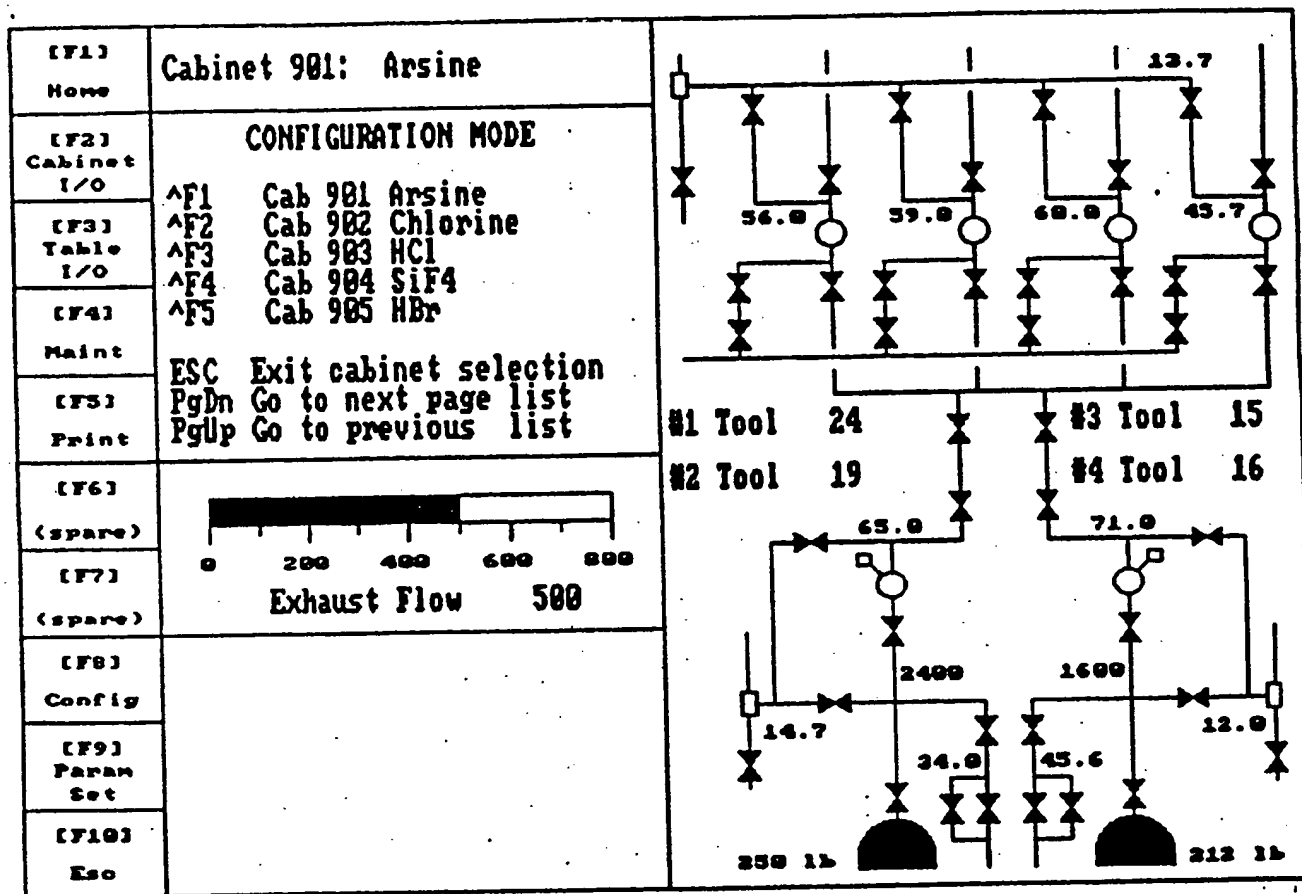 [F1]
Home
[F2]
Cabinet
I/O
[F3]
Table
I/O
[F4]
Maint
[F5]
Print
[F6]
(spare)
[F7]
(spare)
[F8]
Config
[F9]
Param
Set
[F10]
Esc
Cabinet 901: Arsine
CONFIGURATION MODE
^F1 Cab 901 Arsine
^F2 Cab 902 Chlorine
^F3 Cab 903 HCl
^F4 Cab 904 SiF4
^F5 Cab 905 HBr
ESC Exit cabinet selection
PgDn Go to next page list
PgUp Go to previous list
0 200 400 600 800
Exhaust Flow 500
13.7
56.0 59.0 60.0 45.7
#1 Tool 24 #3 Tool 15
#2 Tool 19 #4 Tool 16
65.0 71.0
2400 1600
14.7 12.0
34.0 45.6
250 lb 212 lb